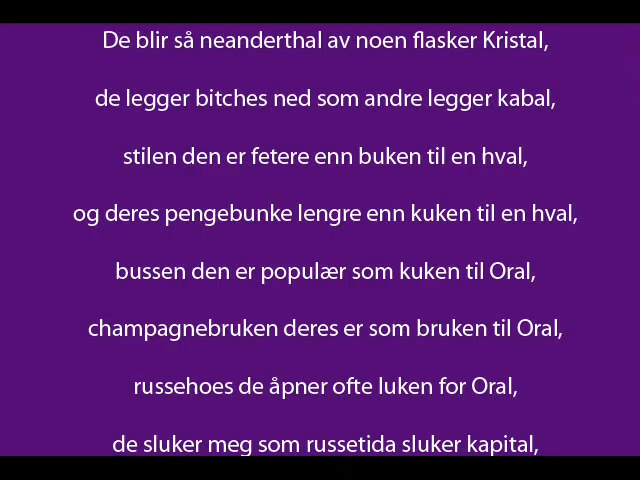 De blir så neanderthal av noen flasker Kristal,
de legger bitches ned som andre legger kabal,
stilen den er fetere enn buken til en hval,
og deres pengebunke lengre enn kuken til en hval,
bussen den er populær som kuken til Oral,
champagnebruken deres er som bruken til Oral,
russehoes de åpner ofte luken for Oral,
de sluker meg som russetida sluker kapital,